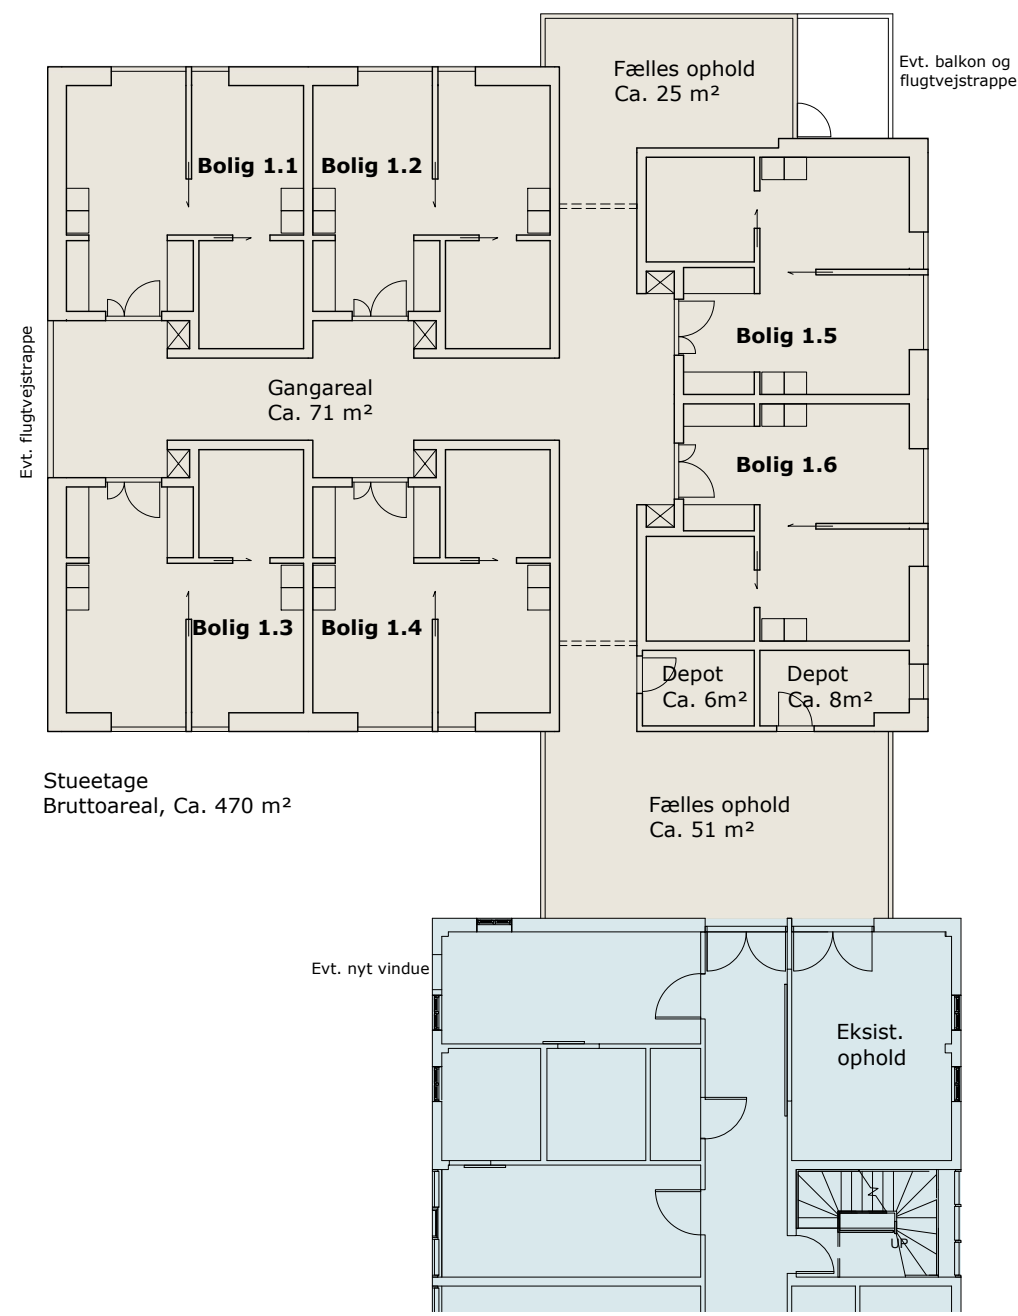 Fælles ophold
Ca. 25 m²
Evt. balkon og
flugtvejstrappe
Bolig 1.1
Bolig 1.2
Bolig 1.5
Evt. flugtvejstrappe
Gangareal
Ca. 71 m²
Bolig 1.6
Bolig 1.3
Bolig 1.4
Depot
Ca. 6m²
Depot
Ca. 8m²
Stueetage
Bruttoareal, Ca. 470 m²
Fælles ophold
Ca. 51 m²
Evt. nyt vindue
Eksist.
ophold
UP